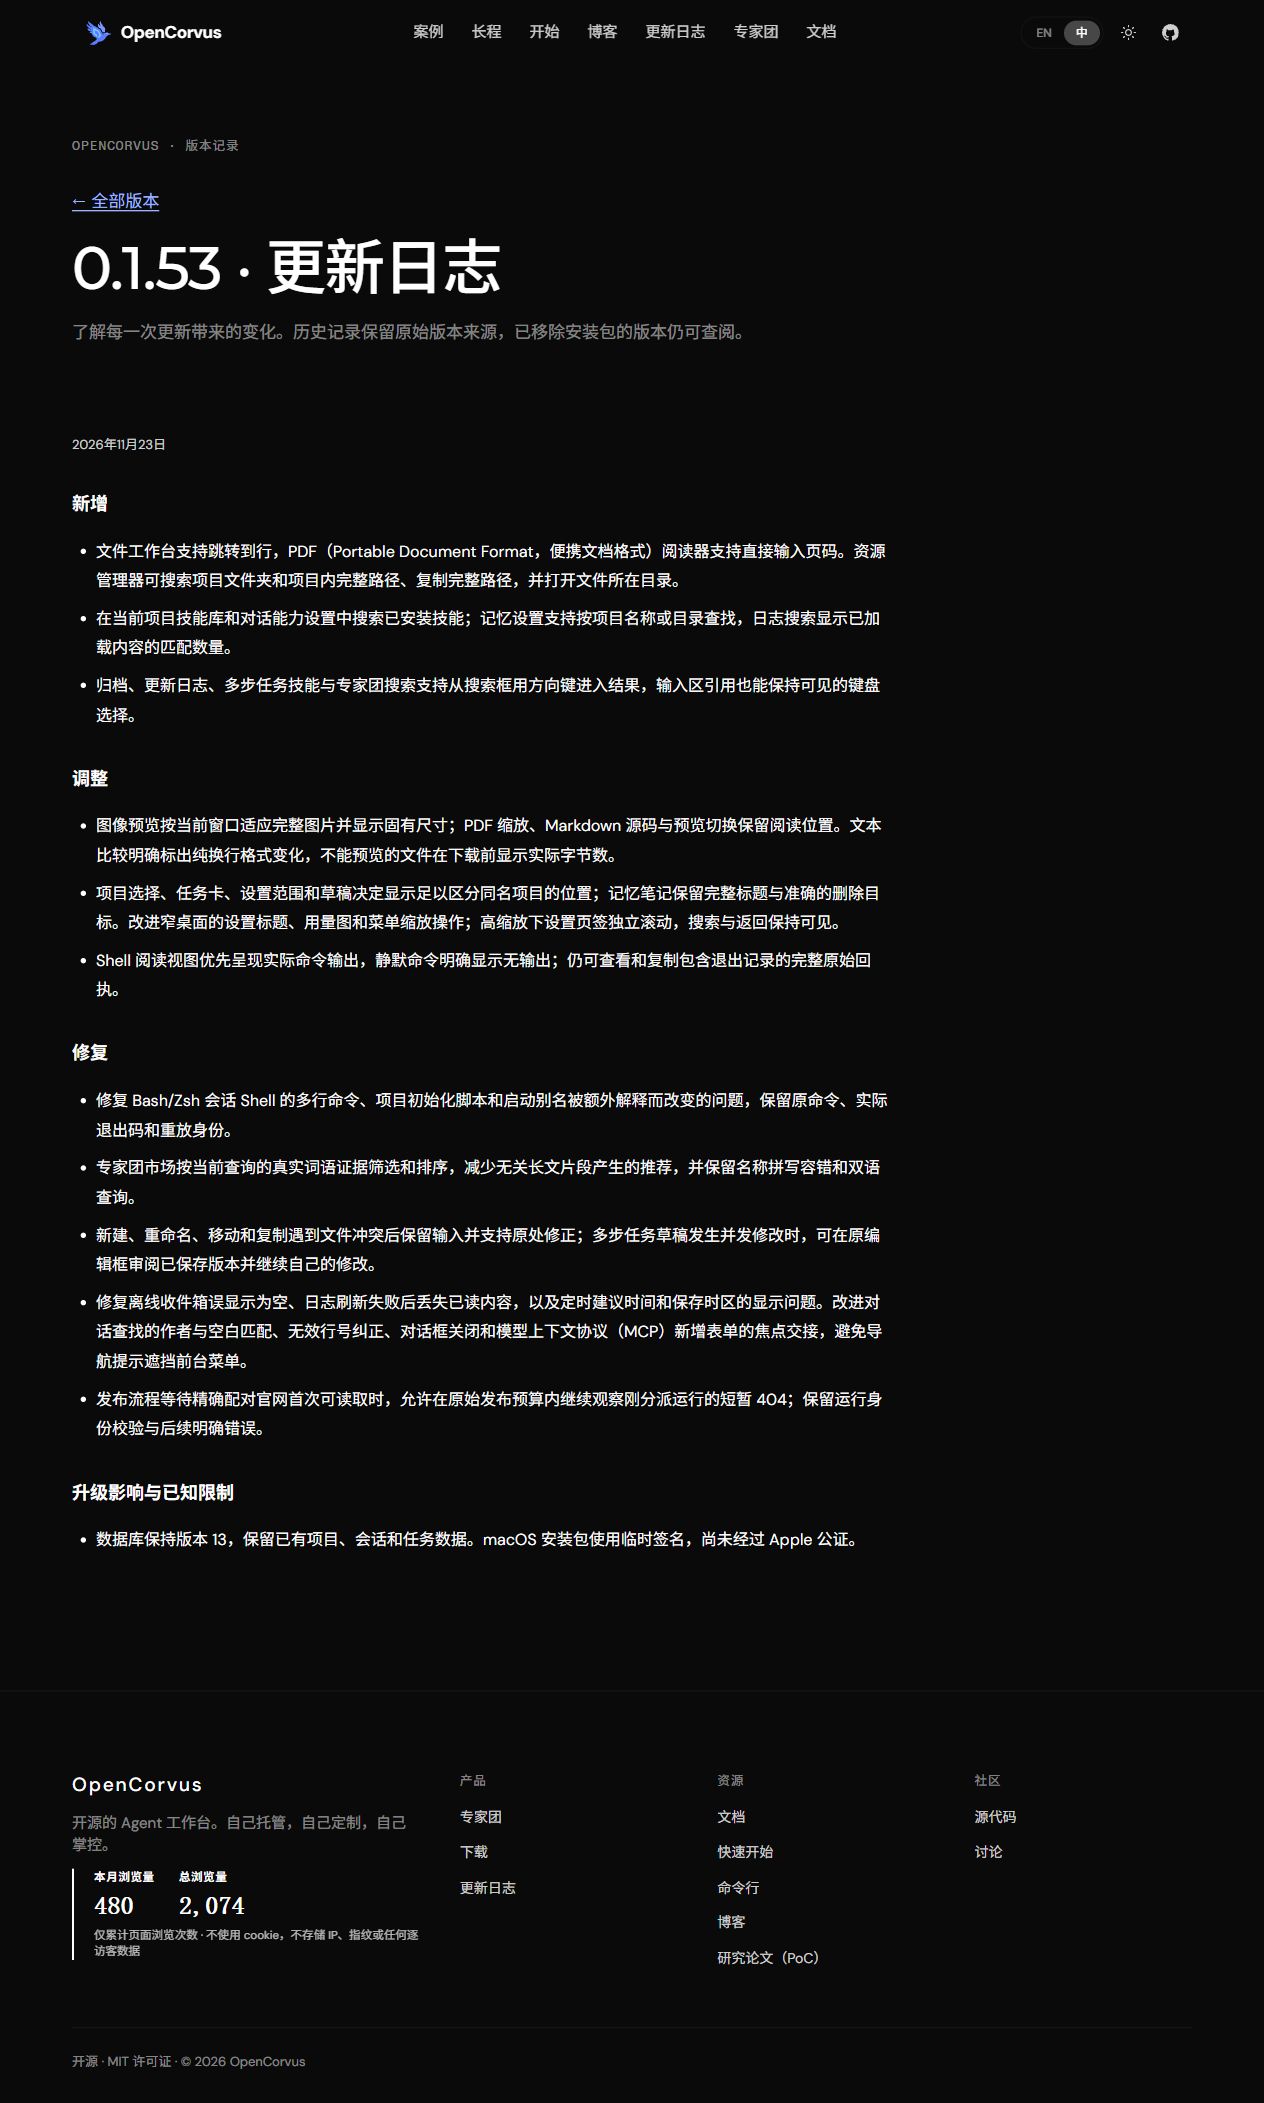 OpenCorvus
案例 长程 开始 博客 更新日志 专家团 文档
EN 中
OPENCORVUS · 版本记录
← 全部版本
0.1.53 · 更新日志
了解每一次更新带来的变化。历史记录保留原始版本来源，已移除安装包的版本仍可查阅。
2026年11月23日
新增
• 文件工作台支持跳转到行，PDF（Portable Document Format，便携文档格式）阅读器支持直接输入页码。资源
管理器可搜索项目文件夹和项目内完整路径、复制完整路径，并打开文件所在目录。
• 在当前项目技能库和对话能力设置中搜索已安装技能；记忆设置支持按项目名称或目录查找，日志搜索显示已加
载内容的匹配数量。
• 归档、更新日志、多步任务技能与专家团搜索支持从搜索框用方向键进入结果，输入区引用也能保持可见的键盘
选择。
调整
• 图像预览按当前窗口适应完整图片并显示固有尺寸；PDF 缩放、Markdown 源码与预览切换保留阅读位置。文本
比较明确标出纯换行格式变化，不能预览的文件在下载前显示实际字节数。
• 项目选择、任务卡、设置范围和草稿决定显示足以区分同名项目的位置；记忆笔记保留完整标题与准确的删除目
标。改进窄桌面的设置标题、用量图和菜单缩放操作；高缩放下设置页签独立滚动，搜索与返回保持可见。
• Shell 阅读视图优先呈现实际命令输出，静默命令明确显示无输出；仍可查看和复制包含退出记录的完整原始回
执。
修复
• 修复 Bash/Zsh 会话 Shell 的多行命令、项目初始化脚本和启动别名被额外解释而改变的问题，保留原命令、实际
退出码和重放身份。
• 专家团市场按当前查询的真实词语证据筛选和排序，减少无关长文片段产生的推荐，并保留名称拼写容错和双语
查询。
• 新建、重命名、移动和复制遇到文件冲突后保留输入并支持原处修正；多步任务草稿发生并发修改时，可在原编
辑框审阅已保存版本并继续自己的修改。
• 修复离线收件箱误显示为空、日志刷新失败后丢失已读内容，以及定时建议时间和保存时区的显示问题。改进对
话查找的作者与空白匹配、无效行号纠正、对话框关闭和模型上下文协议（MCP）新增表单的焦点交接，避免导
航提示遮挡前台菜单。
• 发布流程等待精确配对官网首次可读取时，允许在原始发布预算内继续观察刚分派运行的短暂 404；保留运行身
份校验与后续明确错误。
升级影响与已知限制
• 数据库保持版本 13，保留已有项目、会话和任务数据。macOS 安装包使用临时签名，尚未经过 Apple 公证。
OpenCorvus
开源的 Agent 工作台。自己托管，自己定制，自己
掌控。
本月浏览量 总浏览量
480 2,074
仅累计页面浏览次数 · 不使用 cookie，不存储 IP、指纹或任何逐
访客数据
产品
专家团
下载
更新日志
资源
文档
快速开始
命令行
博客
研究论文（PoC）
社区
源代码
讨论
开源 · MIT 许可证 · © 2026 OpenCorvus